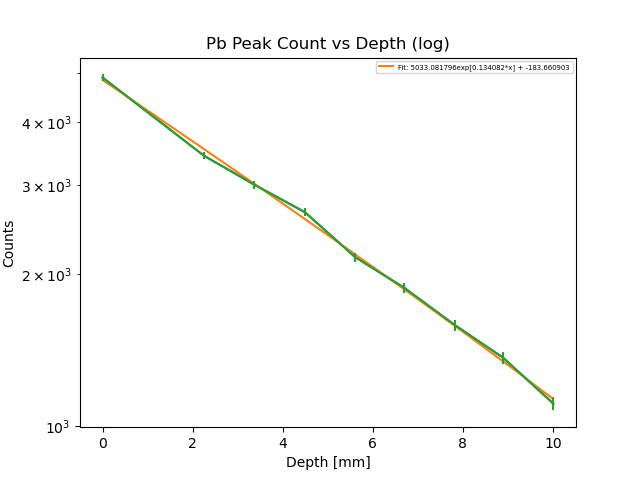 Pb Peak Count vs Depth (log)
Fit: 5033.081796exp[0.134082*x] + -183.660903
4 × 10³
3 × 10³
2 × 10³
10³
Counts
0 2 4 6 8 10
Depth [mm]